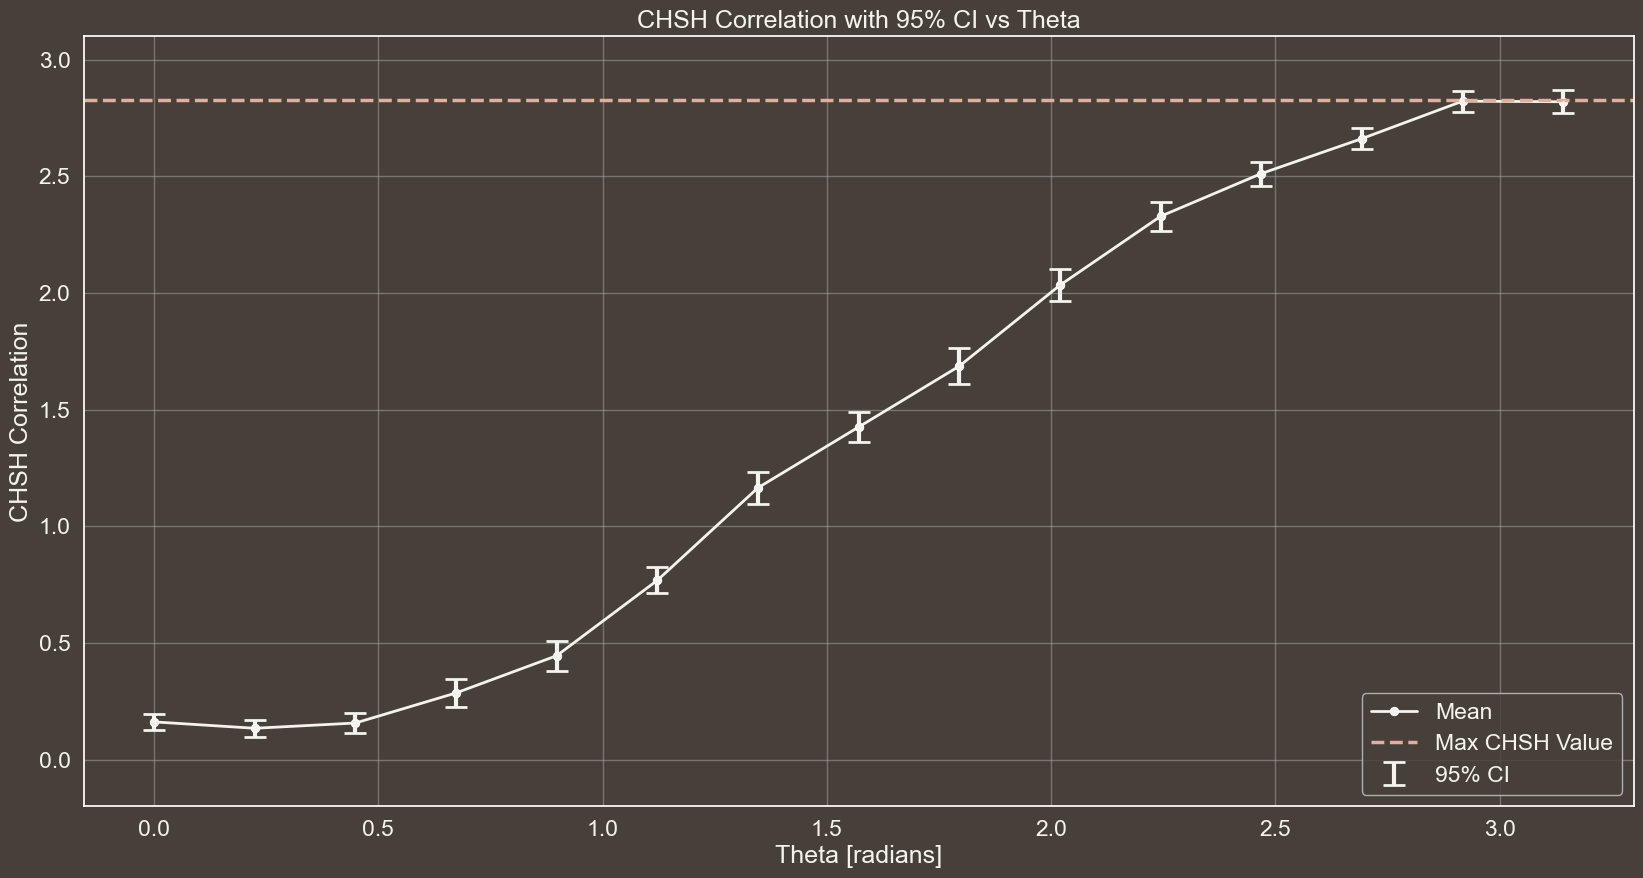 CHSH Correlation with 95% CI vs Theta
CHSH Correlation
3.0
2.5
2.0
1.5
1.0
0.5
0.0
Mean
Max CHSH Value
95% CI
0.0 0.5 1.0 1.5 2.0 2.5 3.0
Theta [radians]